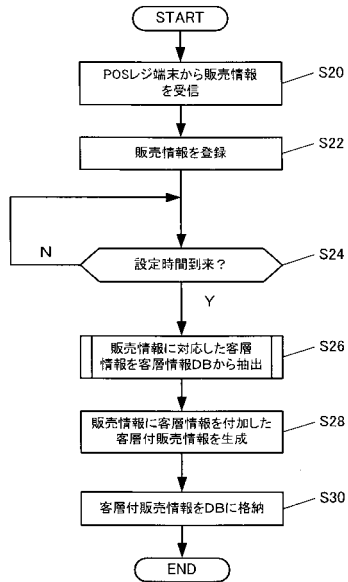 START
POSレジ端末から販売情報
を受信
S20
販売情報を登録
S22
N
設定時間到来?
S24
Y
販売情報に対応した客層
情報を客層情報DBから抽出
S26
販売情報に客層情報を付加した
客層付販売情報を生成
S28
客層付販売情報をDBに格納
S30
END